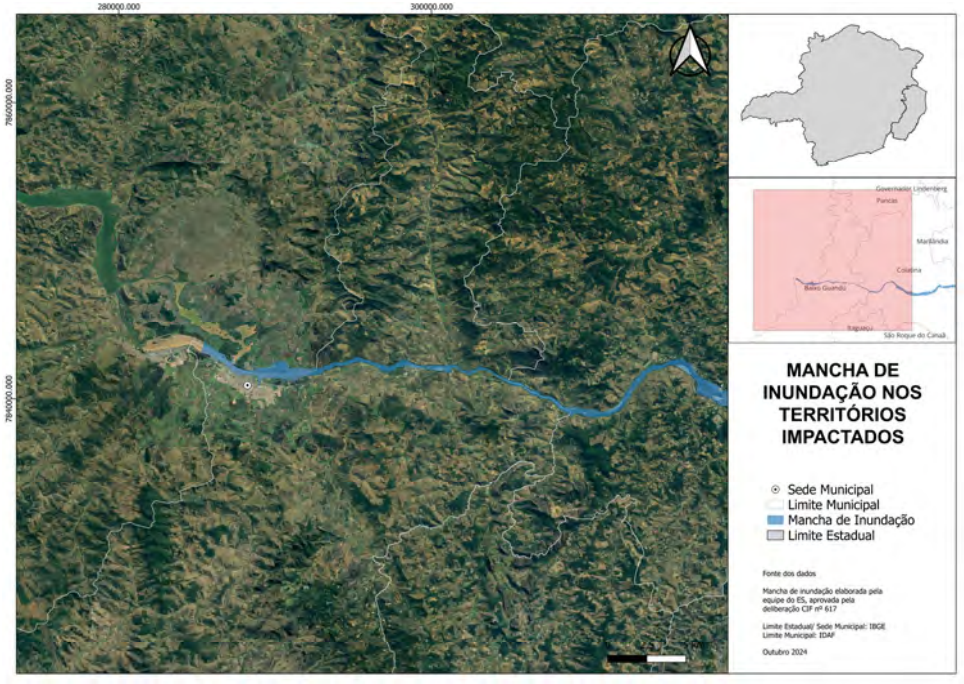 280000.000
300000.000
7860000.000
7840000.000
Governador Lindenberg
Pancas
Marilândia
Colatina
Baixo Guandu
Itaguaçu
São Roque do Canaã
MANCHA DE
INUNDAÇÃO NOS
TERRITÓRIOS
IMPACTADOS
Sede Municipal
Limite Municipal
Mancha de Inundação
Limite Estadual
Fonte dos dados
Mancha de inundação elaborada pela
equipe do ES, aprovada pela
deliberação CIF nº 617
Limite Estadual/ Sede Municipal: IBGE
Limite Municipal: IDAF
Outubro 2024